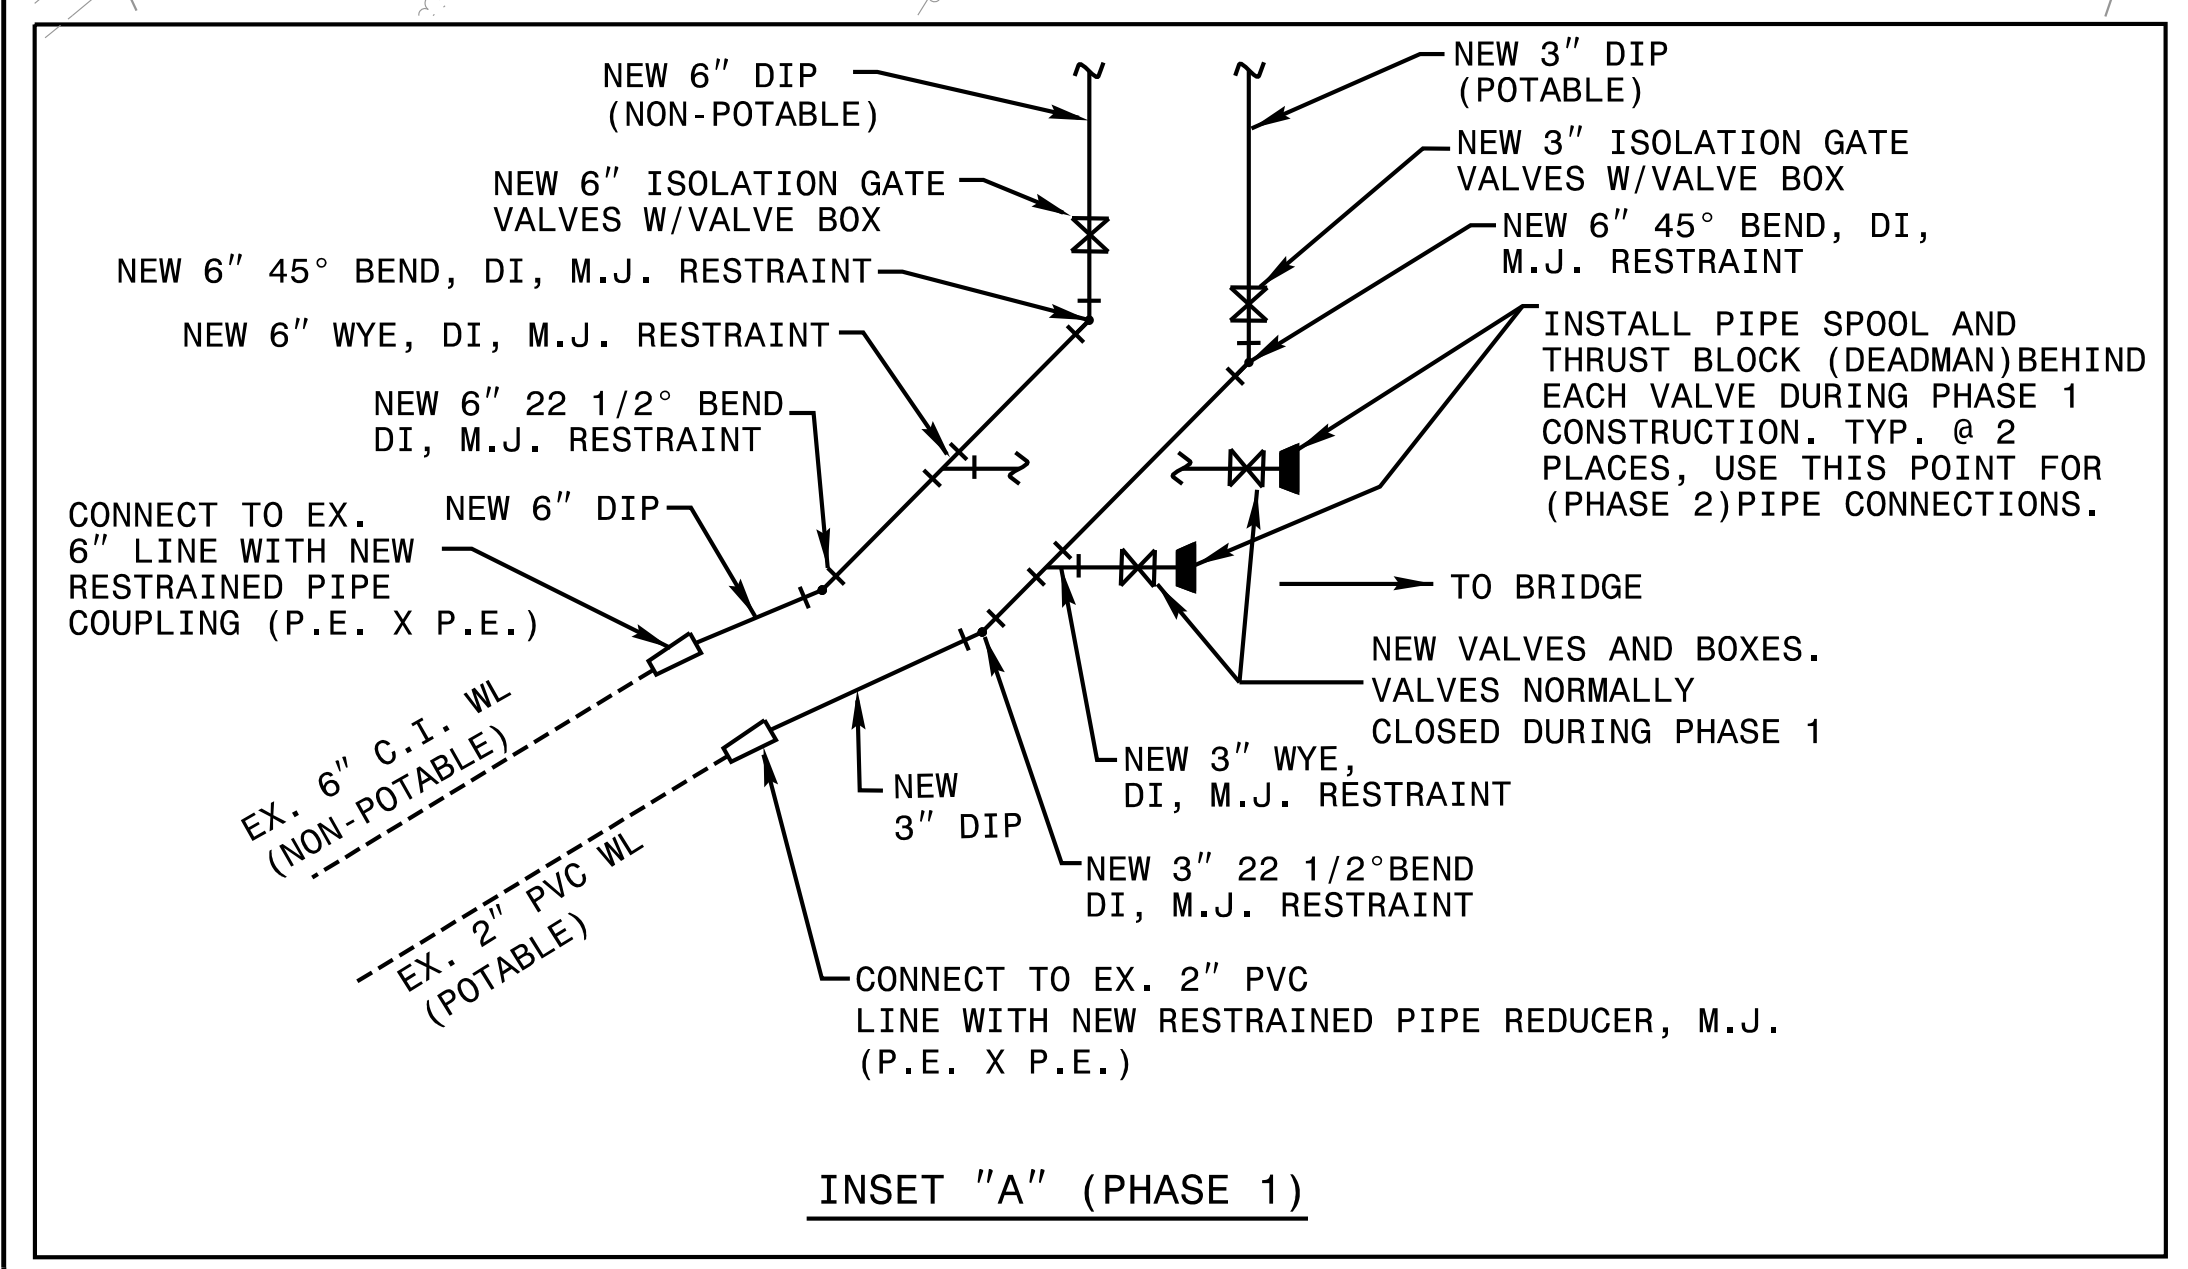 NEW 6" DIP
(NON-POTABLE)
NEW 3" DIP
(POTABLE)
NEW 6" ISOLATION GATE
VALVES W/VALVE BOX
NEW 3" ISOLATION GATE
VALVES W/VALVE BOX
NEW 6" 45° BEND, DI, M.J. RESTRAINT
NEW 6" 45° BEND, DI,
M.J. RESTRAINT
NEW 6" WYE, DI, M.J. RESTRAINT
INSTALL PIPE SPOOL AND
THRUST BLOCK (DEADMAN)BEHIND
EACH VALVE DURING PHASE 1
CONSTRUCTION. TYP. @ 2
PLACES, USE THIS POINT FOR
(PHASE 2)PIPE CONNECTIONS.
NEW 6" 22 1/2° BEND
DI, M.J. RESTRAINT
NEW 6" DIP
CONNECT TO EX.
6" LINE WITH NEW
RESTRAINED PIPE
COUPLING (P.E. X P.E.)
TO BRIDGE
NEW VALVES AND BOXES.
VALVES NORMALLY
CLOSED DURING PHASE 1
EX. 6" C.I. WL
(NON-POTABLE)
NEW 3" WYE,
DI, M.J. RESTRAINT
NEW
3" DIP
EX. 2" PVC WL
(POTABLE)
NEW 3" 22 1/2°BEND
DI, M.J. RESTRAINT
CONNECT TO EX. 2" PVC
LINE WITH NEW RESTRAINED PIPE REDUCER, M.J.
(P.E. X P.E.)
INSET "A" (PHASE 1)